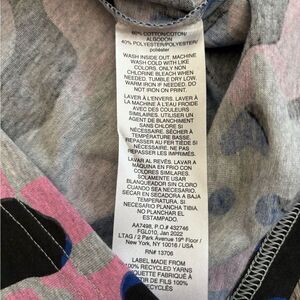 60% COTTON/COTON/
ALGODÓN
40% POLYESTER/POLYESTER/
poliéster
WASH INSIDE OUT. MACHINE
WASH COLD WITH LIKE
COLORS. ONLY NON
CHLORINE BLEACH WHEN
NEEDED. TUMBLE DRY LOW.
WARM IRON IF NEEDED. DO
NOT IRON ON PRINT.
LAVER À L'ENVERS. LAVER À
LA MACHINE À L'EAU FROIDE
AVEC DES COULEURS
SIMILAIRES. UTILISER UN
AGENT DE BLANCHIMENT
SANS CHLORE SI
NÉCESSAIRE. SÉCHER À
TEMPÉRATURE BASSE.
REPASSER À FER TIÈDE SI
NÉCESSAIRE. NE PAS
REPASSER LES IMPRIMÉS.
LAVAR AL REVÉS. LAVAR A
MÁQUINA EN FRIO CON
COLORES SIMILARES.
SOLAMENTE USAR
BLANQUEADOR SIN CLORO
CUANDO SEA NECESARIO.
SECAR EN SECADORA A BAJA
TEMPERATURA. SI
NECESARIO PLANCHA TIBIA.
NO PLANCHAR EL
ESTAMPADO.
AA7498, P.O.# 432746
FGL010, Jan 2022
LTAG / 2 Park Avenue 19th Floor /
New York, NY 10016 / USA
RN# 13706
LABEL MADE FROM
100% RECYCLED YARNS
ÉTIQUETTE FABRIQUÉE À
PARTIR DE FILS 100%